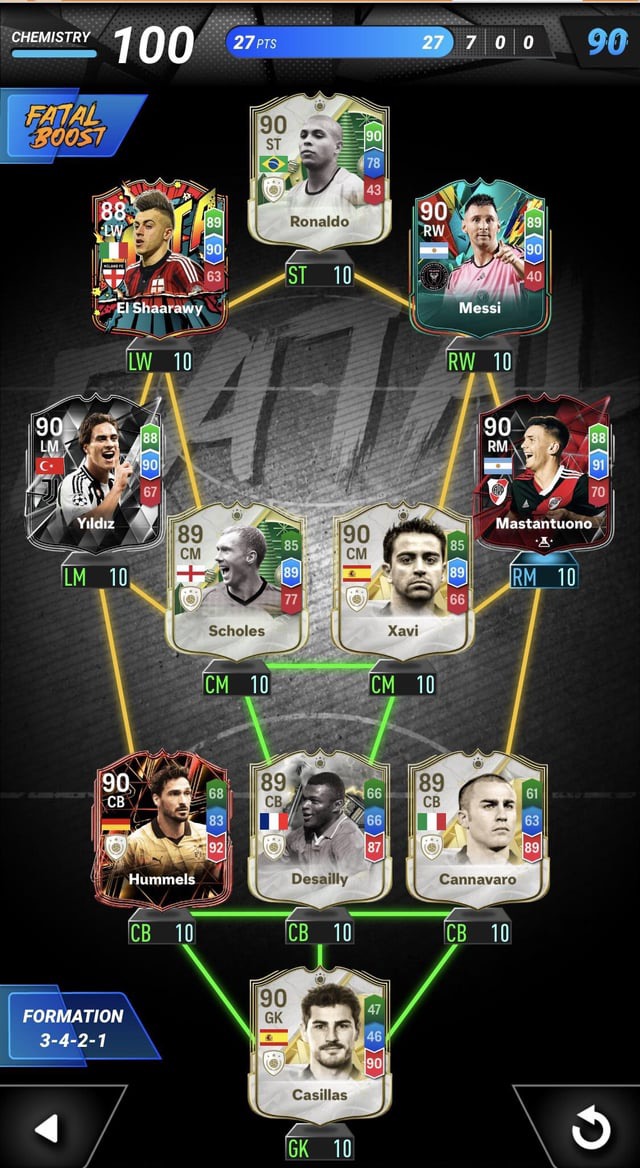 CHEMISTRY 100 27 PTS 27 7 0 0 90
FATAL
BOOST
90
ST
90
78
43
Ronaldo
ST 10
88
LW
89
90
63
El Shaarawy
LW 10
90
RW
89
90
40
Messi
RW 10
90
LM
88
90
67
Yıldız
LM 10
90
RM
88
91
70
Mastantuono
RM 10
89
CM
85
89
77
Scholes
CM 10
90
CM
85
89
66
Xavi
CM 10
90
CB
68
83
92
Hummels
CB 10
89
CB
66
66
87
Desailly
CB 10
89
CB
61
63
89
Cannavaro
CB 10
90
GK
47
46
90
Casillas
GK 10
FORMATION
3-4-2-1